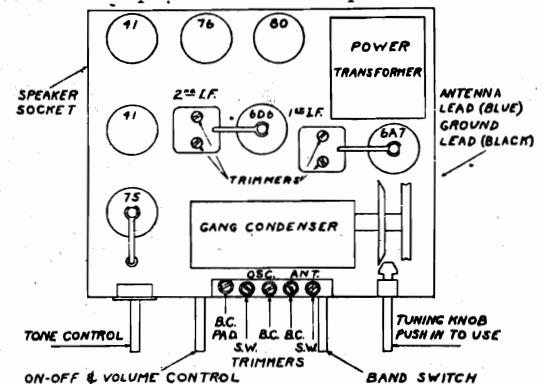 41
76
80
POWER
TRANSFORMER
SPEAKER
SOCKET
2ND I.F.
6D6
1ST I.F.
6A7
ANTENNA
LEAD (BLUE)
GROUND
LEAD (BLACK)
41
TRIMMERS
75
GANG CONDENSER
OSC. ANT.
TONE CONTROL
B.C.
PAD.
S.W.
B.C.
B.C.
S.W.
TRIMMERS
TUNING KNOB
PUSH IN TO USE
ON-OFF & VOLUME CONTROL
BAND SWITCH